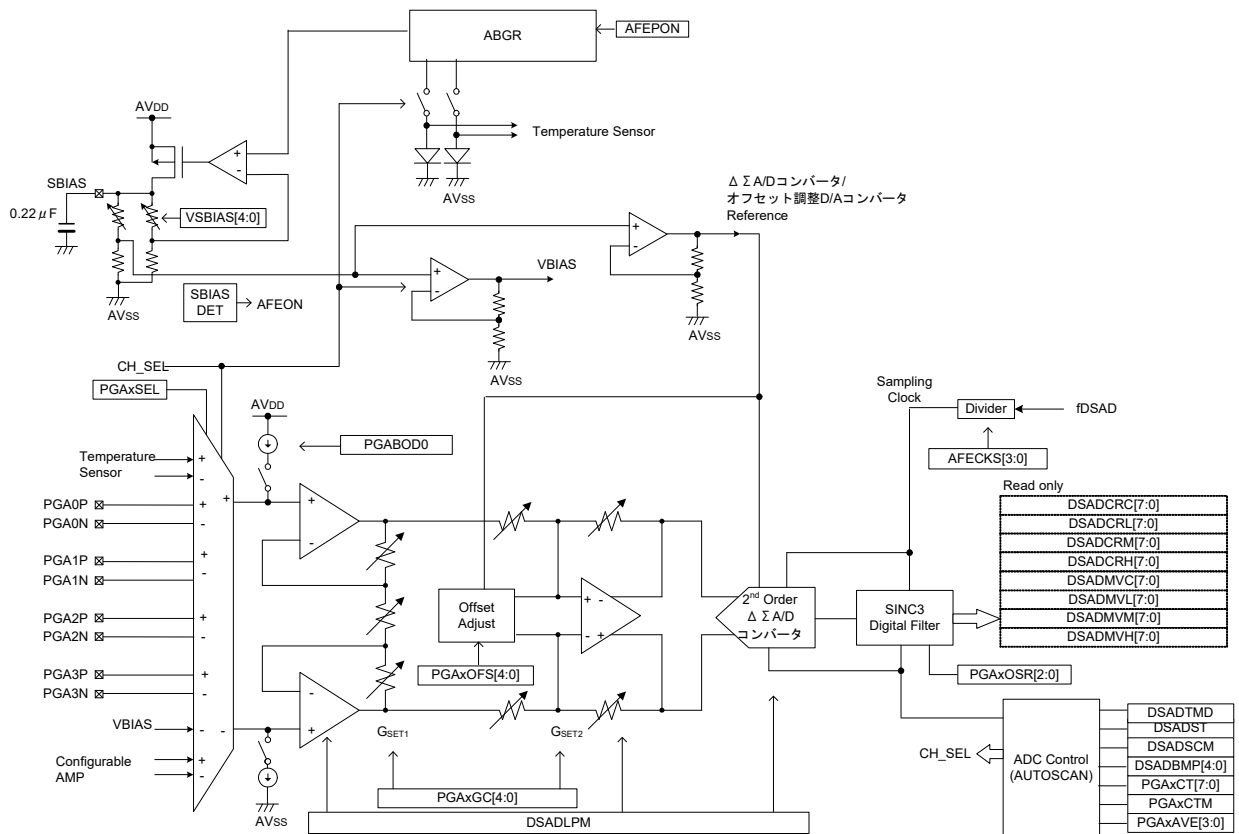 ABGR
AFEPON
AVDD
Temperature Sensor
SBIAS
0.22μF
VSBIAS[4:0]
AVSS
AVSS
ΔΣA/Dコンバータ/
オフセット調整D/Aコンバータ
Reference
VBIAS
SBIAS
DET
AFEON
AVSS
AVSS
CH_SEL
PGAxSEL
AVDD
PGABOD0
Sampling
Clock
Divider
fDSAD
AFECKS[3:0]
Temperature
Sensor
PGA0P
PGA0N
PGA1P
PGA1N
PGA2P
PGA2N
PGA3P
PGA3N
VBIAS
Configurable
AMP
AVSS
Offset
Adjust
PGAxOFS[4:0]
GSET1
GSET2
PGAxGC[4:0]
DSADLPM
2nd Order
ΔΣA/D
コンバータ
SINC3
Digital Filter
Read only
DSADCRC[7:0]
DSADCRL[7:0]
DSADCRM[7:0]
DSADCRH[7:0]
DSADMVC[7:0]
DSADMVL[7:0]
DSADMVM[7:0]
DSADMVH[7:0]
PGAxOSR[2:0]
CH_SEL
ADC Control
(AUTOSCAN)
DSADTMD
DSADST
DSADSCM
DSADBMP[4:0]
PGAxCT[7:0]
PGAxCTM
PGAxAVE[3:0]